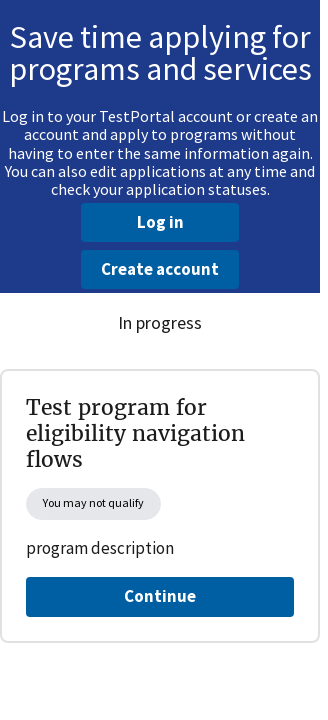 Save time applying for
programs and services
Log in to your TestPortal account or create an
account and apply to programs without
having to enter the same information again.
You can also edit applications at any time and
check your application statuses.
Log in
Create account
In progress
Test program for
eligibility navigation
flows
You may not qualify
program description
Continue